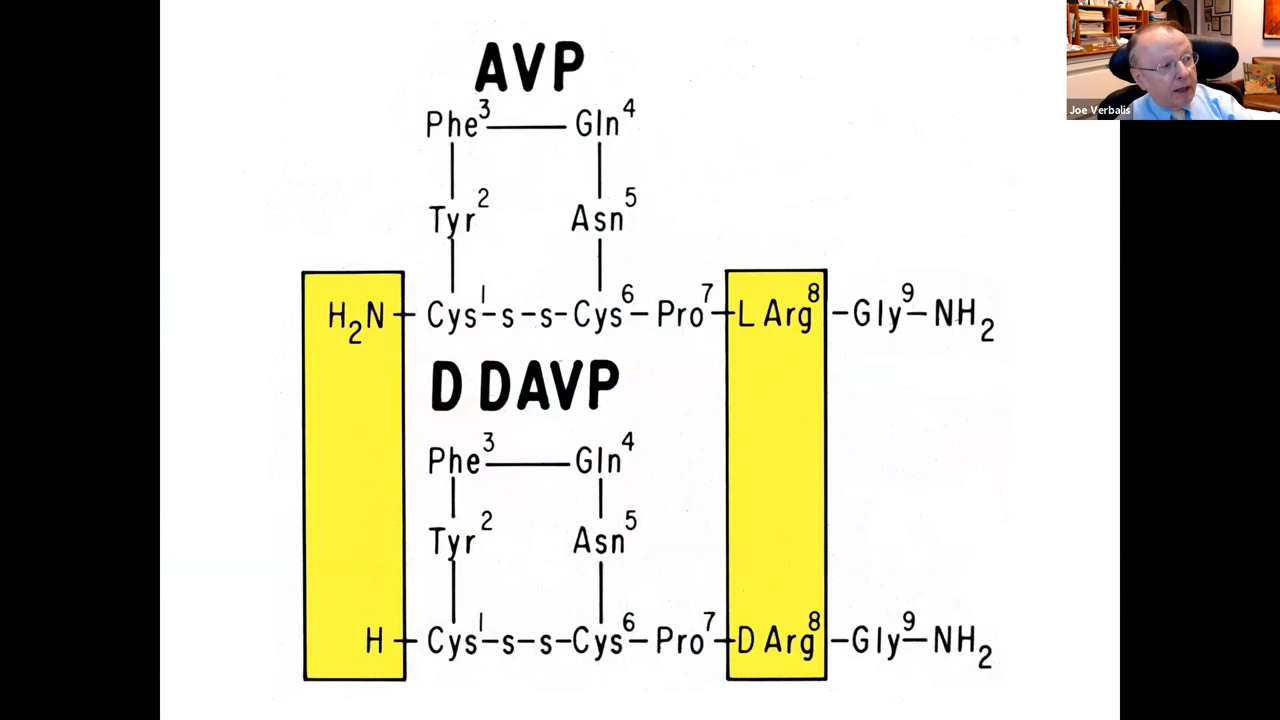 AVP
Phe³ Gln⁴
Tyr² Asn⁵
H₂N Cys¹-s-s-Cys⁶-Pro⁷ L Arg⁸-Gly⁹-NH₂
D DAVP
Phe³ Gln⁴
Tyr² Asn⁵
H Cys¹-s-s-Cys⁶-Pro⁷-D Arg⁸-Gly⁹-NH₂
Joe Verbalis